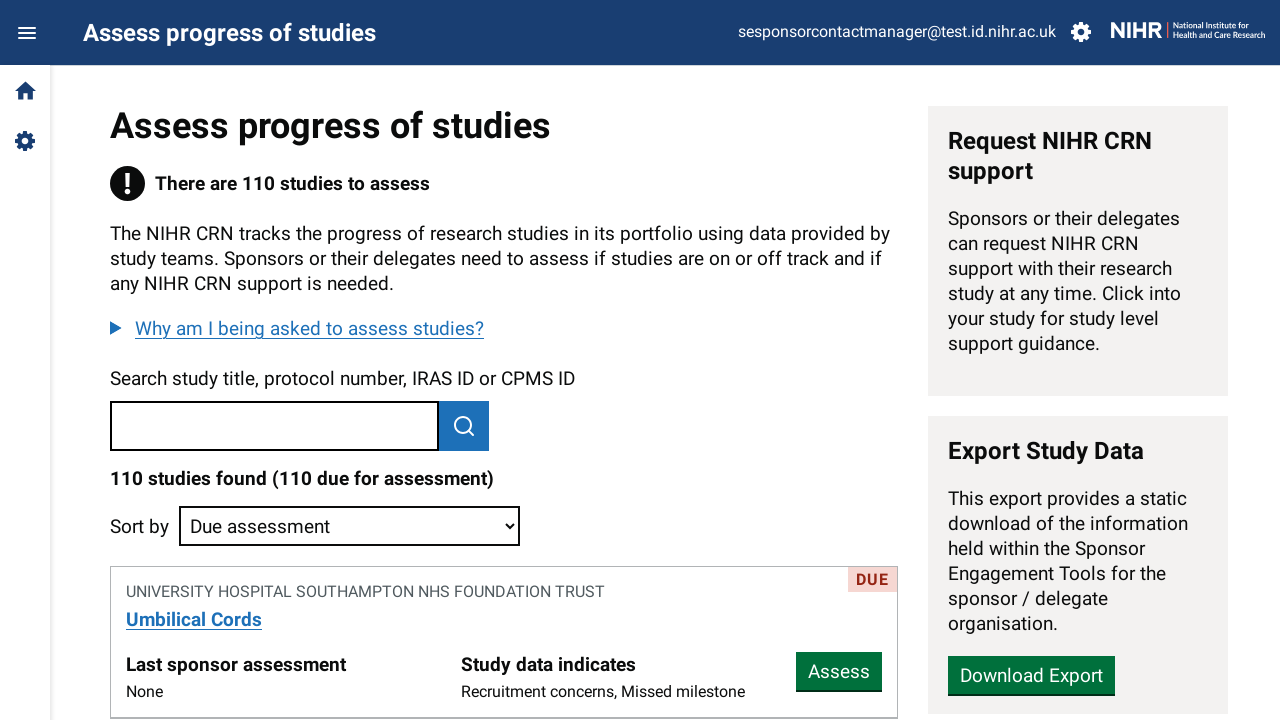 Assess progress of studies
sesponsorcontactmanager@test.id.nihr.ac.uk
NIHR
National Institute for
Health and Care Research
Assess progress of studies
There are 110 studies to assess
The NIHR CRN tracks the progress of research studies in its portfolio using data provided by
study teams. Sponsors or their delegates need to assess if studies are on or off track and if
any NIHR CRN support is needed.
Why am I being asked to assess studies?
Search study title, protocol number, IRAS ID or CPMS ID
110 studies found (110 due for assessment)
Sort by
Due assessment
DUE
UNIVERSITY HOSPITAL SOUTHAMPTON NHS FOUNDATION TRUST
Umbilical Cords
Last sponsor assessment
None
Study data indicates
Recruitment concerns, Missed milestone
Assess
Request NIHR CRN
support
Sponsors or their delegates
can request NIHR CRN
support with their research
study at any time. Click into
your study for study level
support guidance.
Export Study Data
This export provides a static
download of the information
held within the Sponsor
Engagement Tools for the
sponsor / delegate
organisation.
Download Export